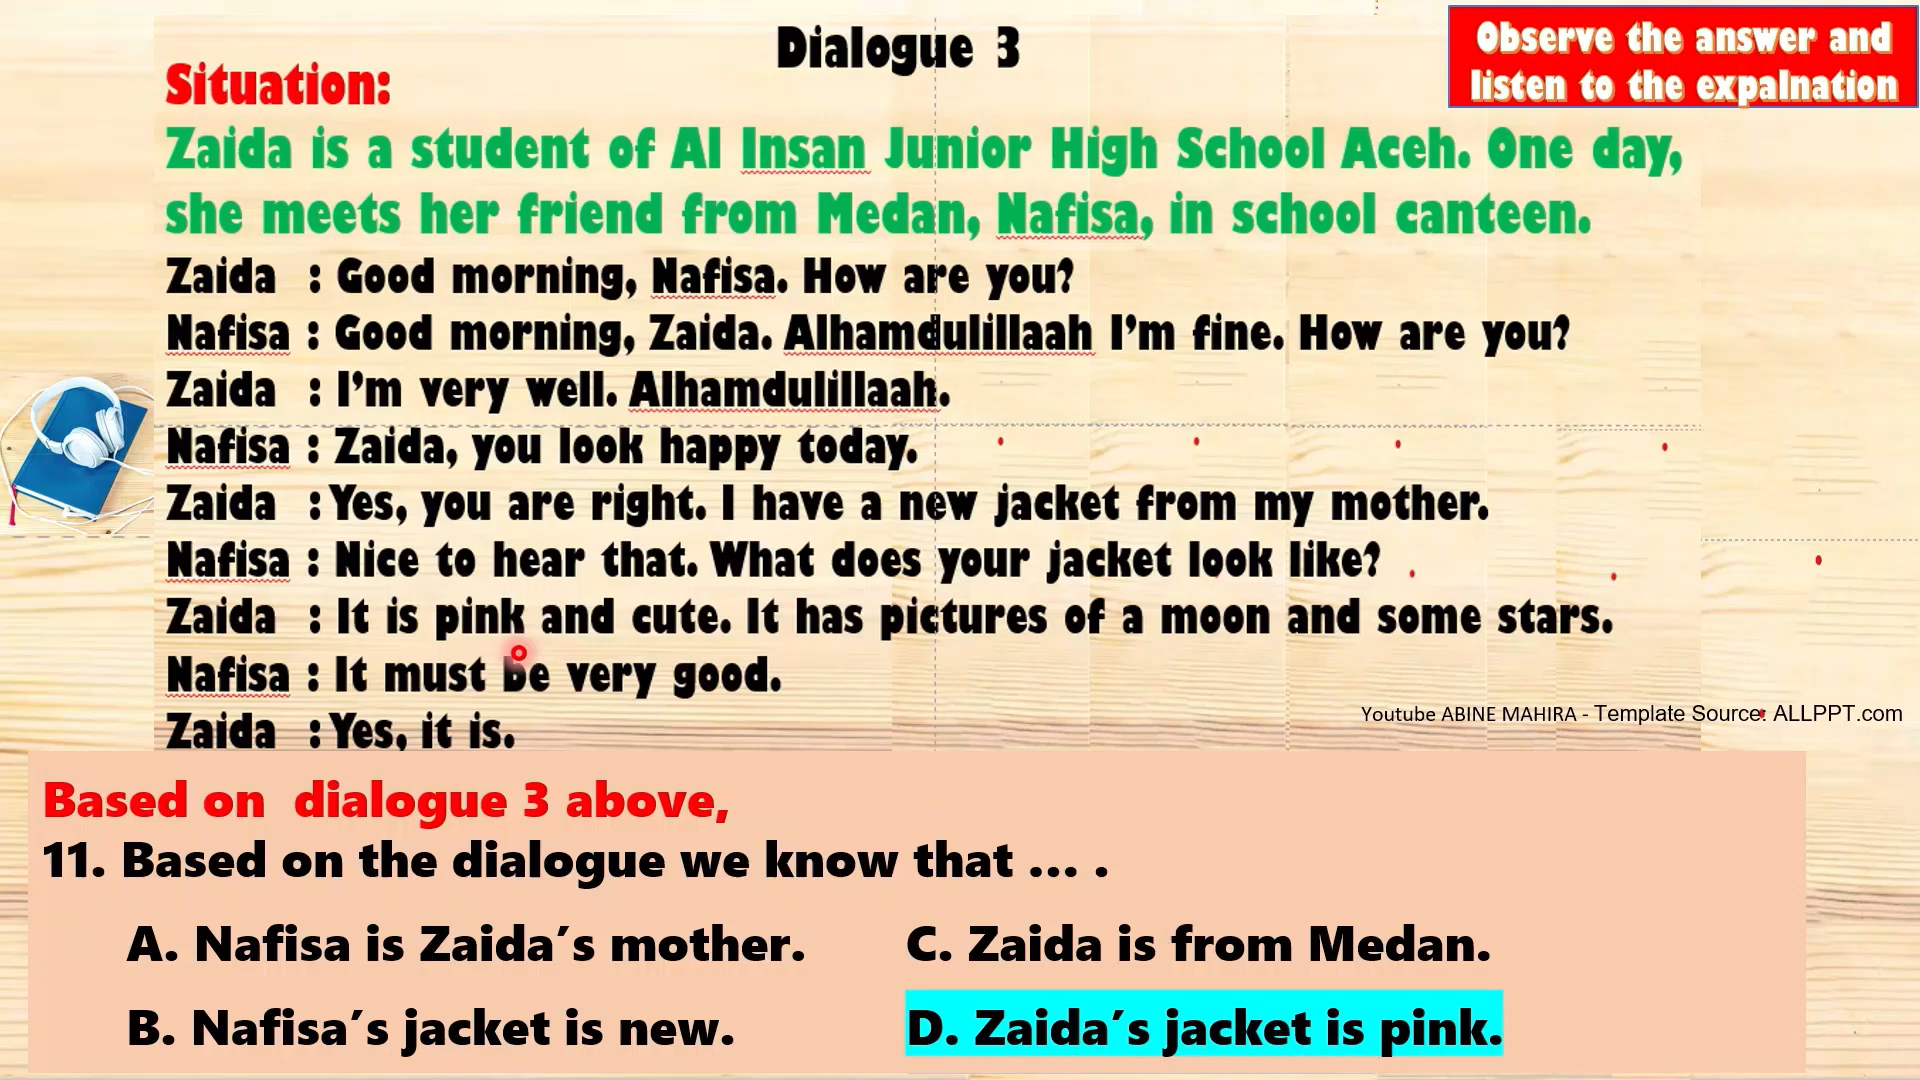 Dialogue 3
Observe the answer and
listen to the expalnation
Situation:
Zaida is a student of Al Insan Junior High School Aceh. One day,
she meets her friend from Medan, Nafisa, in school canteen.
Zaida : Good morning, Nafisa. How are you?
Nafisa : Good morning, Zaida. Alhamdulillaah I'm fine. How are you?
Zaida : I'm very well. Alhamdulillaah.
Nafisa : Zaida, you look happy today.
Zaida : Yes, you are right. I have a new jacket from my mother.
Nafisa : Nice to hear that. What does your jacket look like?
Zaida : It is pink and cute. It has pictures of a moon and some stars.
Nafisa : It must be very good.
Zaida : Yes, it is.
Youtube ABINE MAHIRA - Template Source: ALLPPT.com
Based on dialogue 3 above,
11. Based on the dialogue we know that ... .
A. Nafisa is Zaida´s mother.
B. Nafisa´s jacket is new.
C. Zaida is from Medan.
D. Zaida´s jacket is pink.